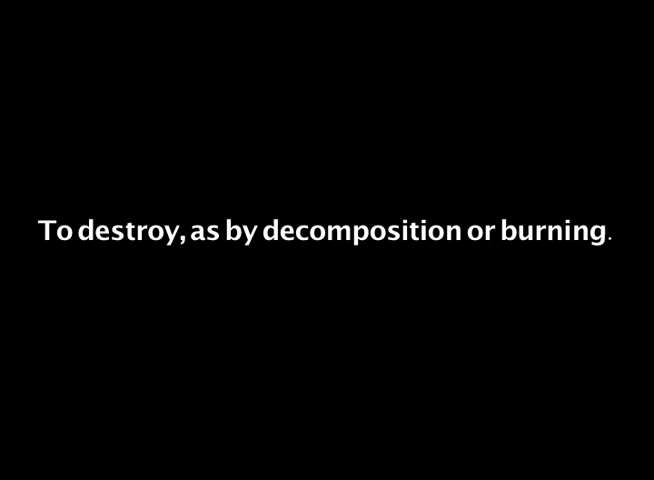 To destroy, as by decomposition or burning.